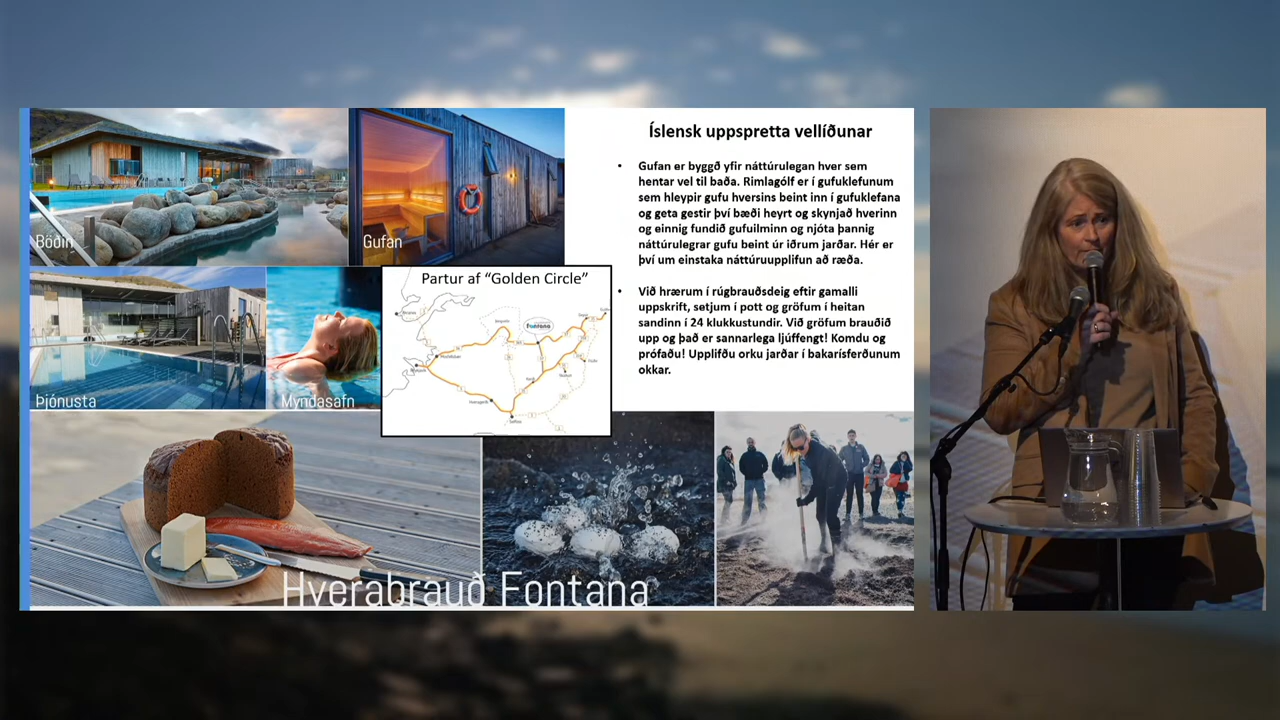 Böðin
Gufan
Íslensk uppspretta vellíðunar
• Gufan er byggð yfir náttúrulegan hver sem
hentar vel til baða. Rimlagólf er í gufuklefunum
sem hleypir gufu hversins beint inn í gufuklefana
og geta gestir því bæði heyrt og skynjað hverinn
og einnig fundið gufuilminn og njóta þannig
náttúrulegrar gufu beint úr iðrum jarðar. Hér er
því um einstaka náttúruupplifun að ræða.
• Við hrærum í rúgbrauðsdeig eftir gamalli
uppskrift, setjum í pott og gröfum í heitan
sandinn í 24 klukkustundir. Við gröfum brauðið
upp og það er sannarlega ljúffengt! Komdu og
prófaðu! Upplifðu orku jarðar í bakarísferðunum
okkar.
Þjónusta
Myndasafn
Partur af “Golden Circle”
Fontana
Selfoss
Hverabrauð Fontana